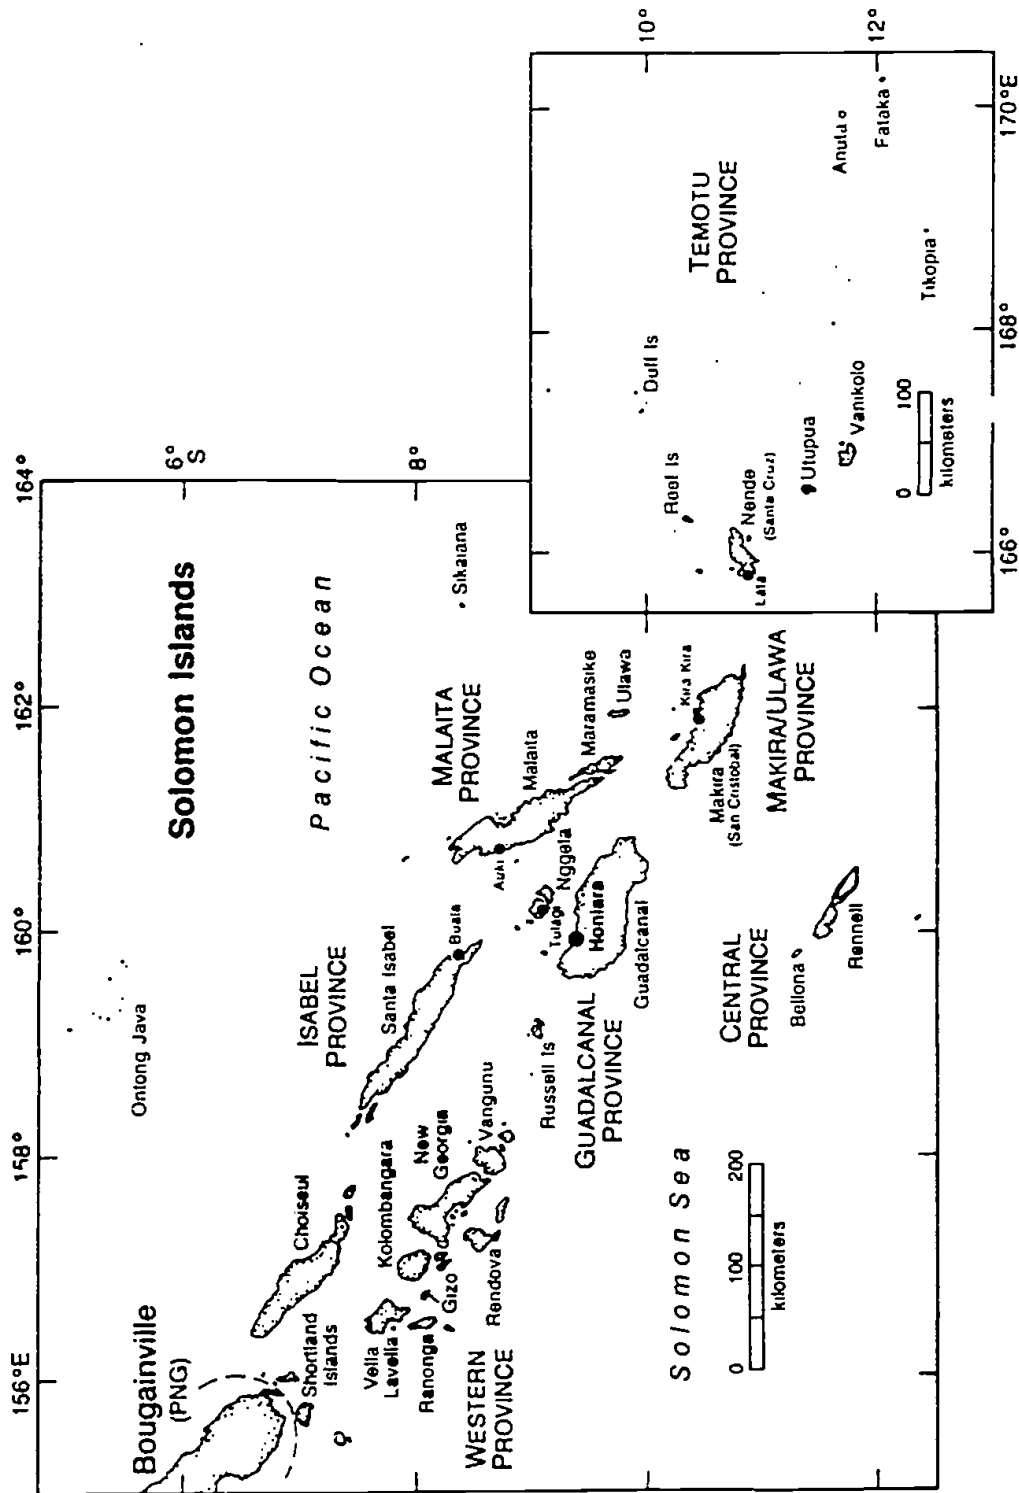 Solomon Islands
156°E
158°
160°
162°
164°
6°
S
8°
Bougainville
(PNG)
Ontong Java
Pacific Ocean
Choiseul
Shortland
Islands
ISABEL
PROVINCE
Santa Isabel
Buala
MALAITA
PROVINCE
Sikaiana
Vella
Lavella
Kolombangara
New
Georgia
Vangunu
Ranonga
Gizo
Rendova
WESTERN
PROVINCE
Auki
Malaita
Maramasike
Ulawa
Russell Is
Tulagi
Nggela
Honiara
Guadalcanal
GUADALCANAL
PROVINCE
Kira Kira
Makira
(San Cristobal)
MAKIRA/ULAWA
PROVINCE
CENTRAL
PROVINCE
Bellona
Rennell
Solomon Sea
0 100 200
kilometers
10°
12°
166°
168°
170°E
TEMOTU
PROVINCE
Duff Is
Reef Is
Nende
(Santa Cruz)
Lata
Utupua
Vanikolo
Anuta
Fataka
Tikopia
0 100
kilometers